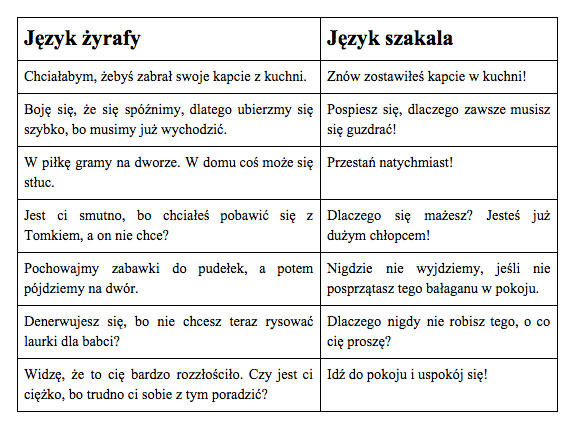 Język żyrafy
Język szakala
Chciałabym, żebyś zabrał swoje kapcie z kuchni.
Znów zostawiłeś kapcie w kuchni!
Boję się, że się spóźnimy, dlatego ubierzmy się
szybko, bo musimy już wychodzić.
Pospiesz się, dlaczego zawsze musisz
się guzdrać!
W piłkę gramy na dworze. W domu coś może się
stłuc.
Przestań natychmiast!
Jest ci smutno, bo chciałeś pobawić się z
Tomkiem, a on nie chce?
Dlaczego się mażesz? Jesteś już
dużym chłopcem!
Pochowajmy zabawki do pudełek, a potem
pójdziemy na dwór.
Nigdzie nie wyjdziemy, jeśli nie
posprzątasz tego bałaganu w pokoju.
Denerwujesz się, bo nie chcesz teraz rysować
laurki dla babci?
Dlaczego nigdy nie robisz tego, o co
cię proszę?
Widzę, że to cię bardzo rozzłościło. Czy jest ci
ciężko, bo trudno ci sobie z tym poradzić?
Idź do pokoju i uspokój się!